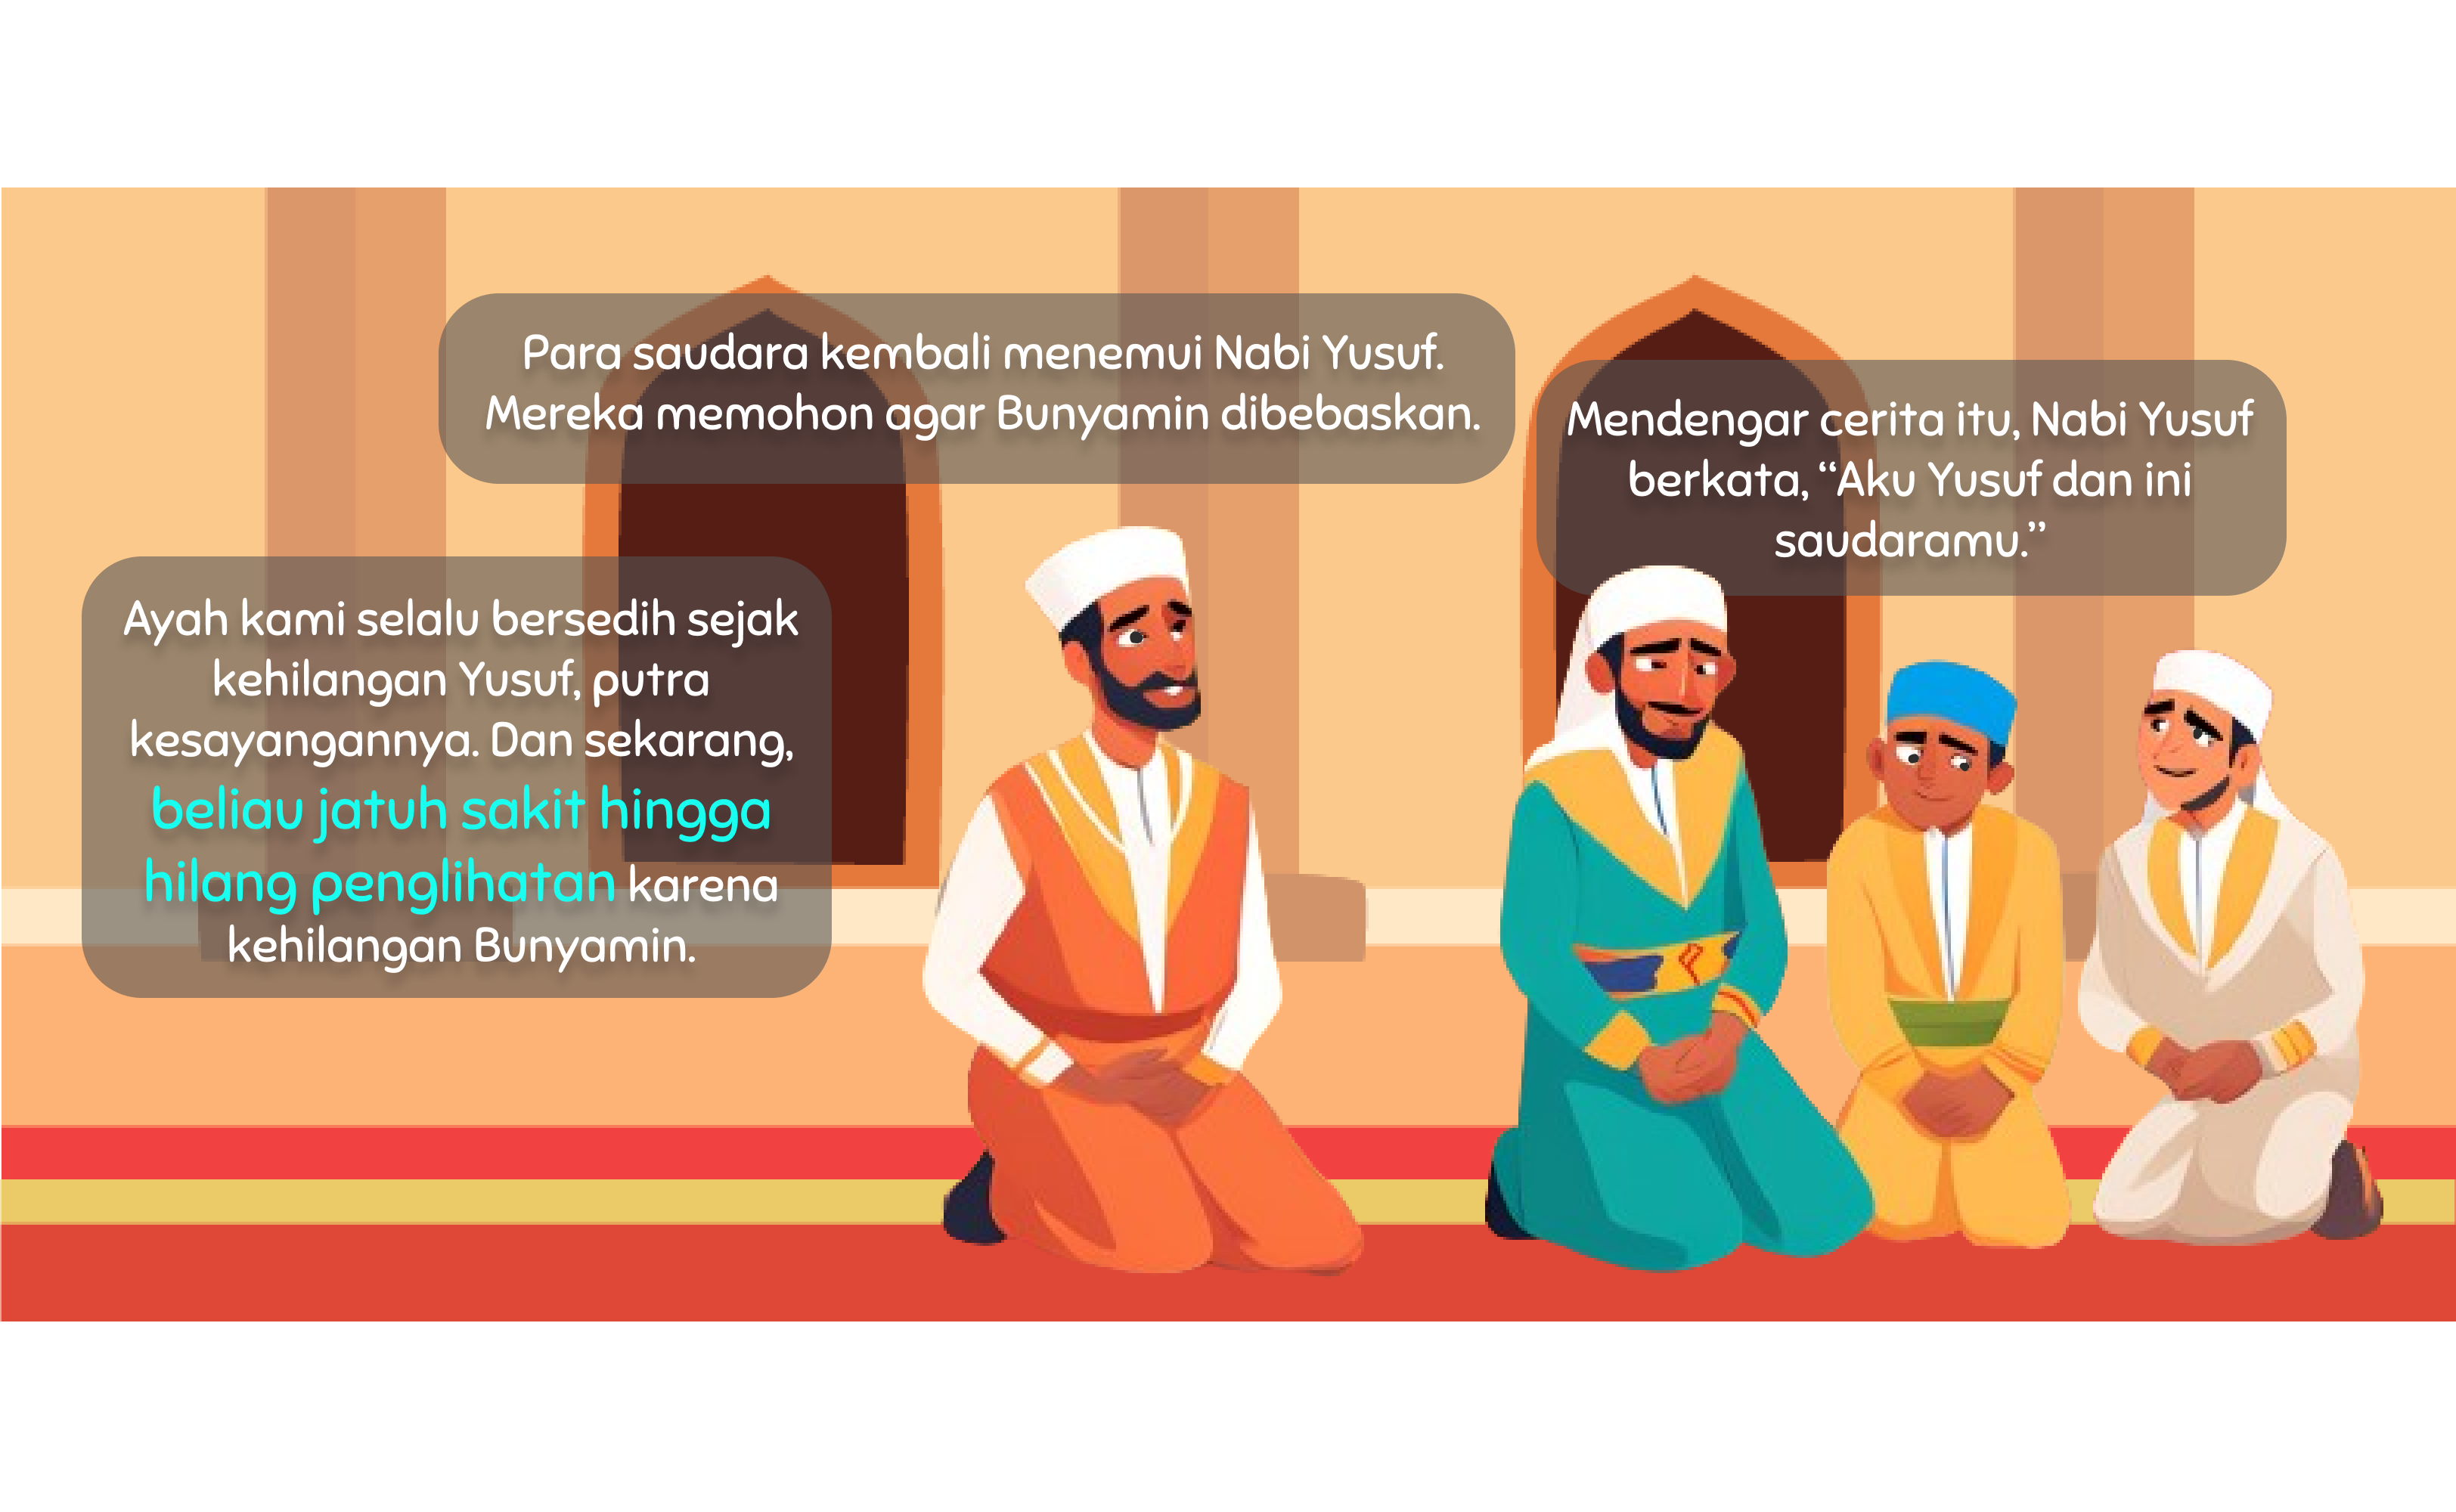 Para saudara kembali menemui Nabi Yusuf.
Mereka memohon agar Bunyamin dibebaskan.
Ayah kami selalu bersedih sejak
kehilangan Yusuf, putra
kesayangannya. Dan sekarang,
beliau jatuh sakit hingga
hilang penglihatan karena
kehilangan Bunyamin.
Mendengar cerita itu, Nabi Yusuf
berkata, “Aku Yusuf dan ini
saudaramu.”